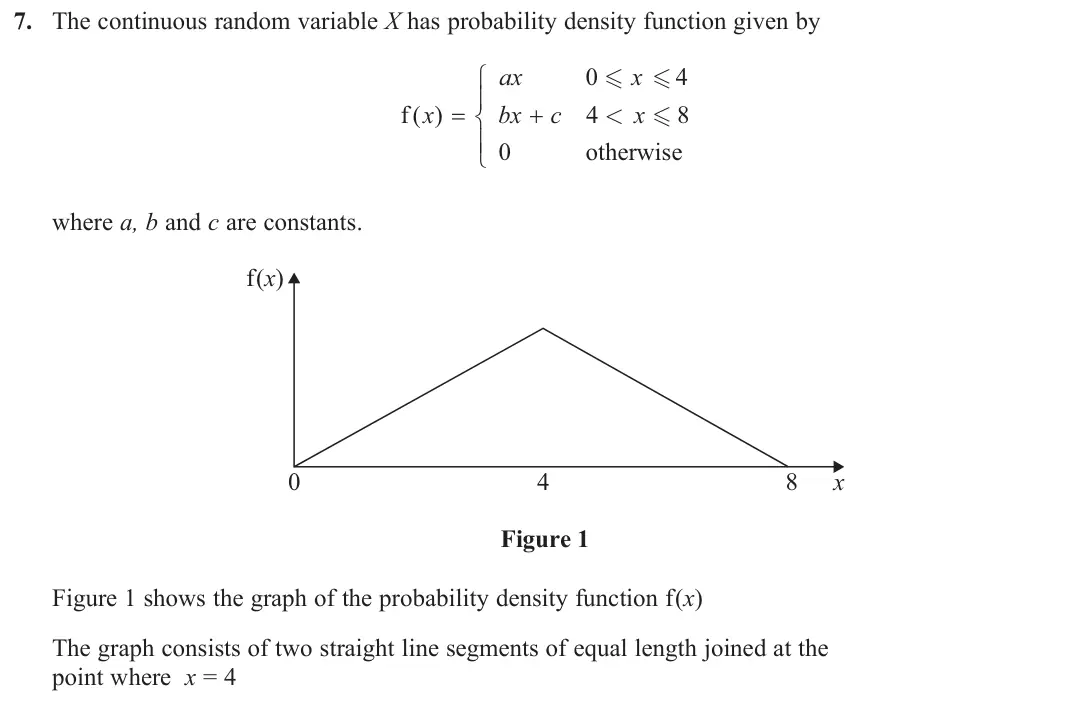 7. The continuous random variable X has probability density function given by
ax 0 ⩽ x ⩽ 4
f(x) = { bx + c 4 < x ⩽ 8
0 otherwise
where a, b and c are constants.
f(x)
0 4 8 x
Figure 1
Figure 1 shows the graph of the probability density function f(x)
The graph consists of two straight line segments of equal length joined at the
point where x = 4